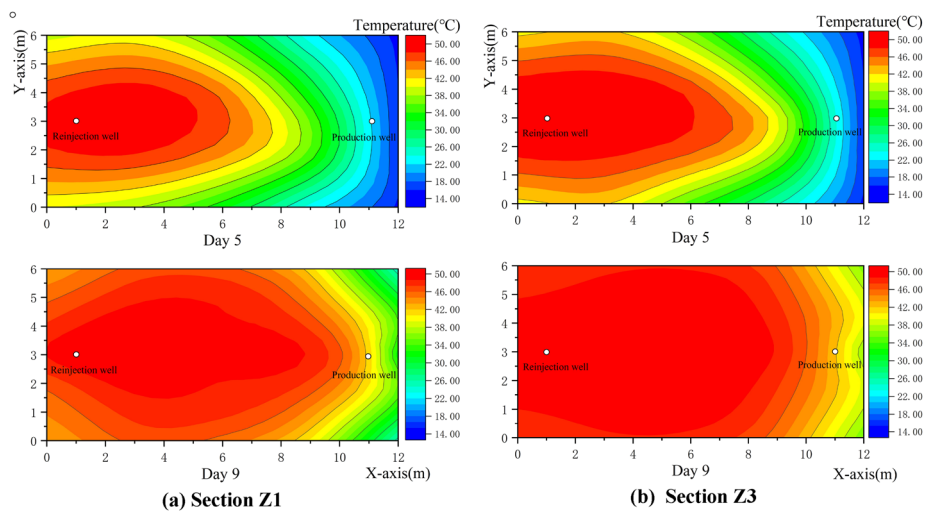 Temperature(℃)
Temperature(℃)
Y-axis(m)
6
5
4
3
2
1
0
Reinjection well
Production well
0 2 4 6 8 10 12
Day 5
50.00
46.00
42.00
38.00
34.00
30.00
26.00
22.00
18.00
14.00
Y-axis(m)
6
5
4
3
2
1
0
Reinjection well
Production well
0 2 4 6 8 10 12
Day 5
50.00
46.00
42.00
38.00
34.00
30.00
26.00
22.00
18.00
14.00
6
5
4
3
2
1
0
Reinjection well
Production well
0 2 4 6 8 10 12
Day 9
X-axis(m)
50.00
46.00
42.00
38.00
34.00
30.00
26.00
22.00
18.00
14.00
6
5
4
3
2
1
0
Reinjection well
Production well
0 2 4 6 8 10 12
Day 9
X-axis(m)
50.00
46.00
42.00
38.00
34.00
30.00
26.00
22.00
18.00
14.00
(a) Section Z1
(b) Section Z3